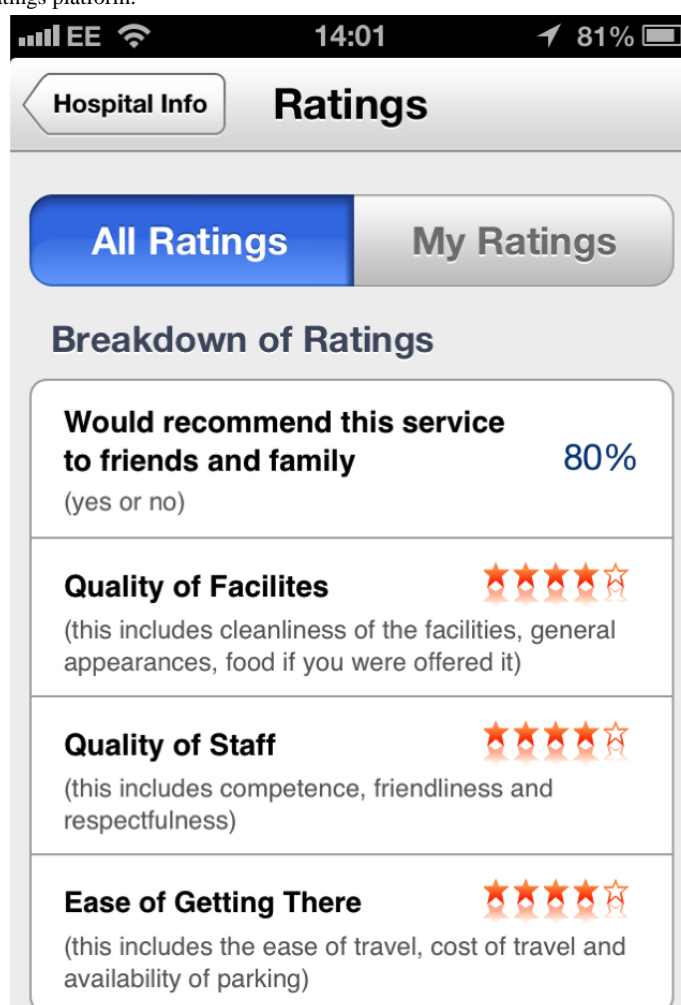 atings platform.
EE 14:01 81%
Hospital Info Ratings
All Ratings My Ratings
Breakdown of Ratings
Would recommend this service
to friends and family 80%
(yes or no)
Quality of Facilites
(this includes cleanliness of the facilities, general
appearances, food if you were offered it)
Quality of Staff
(this includes competence, friendliness and
respectfulness)
Ease of Getting There
(this includes the ease of travel, cost of travel and
availability of parking)